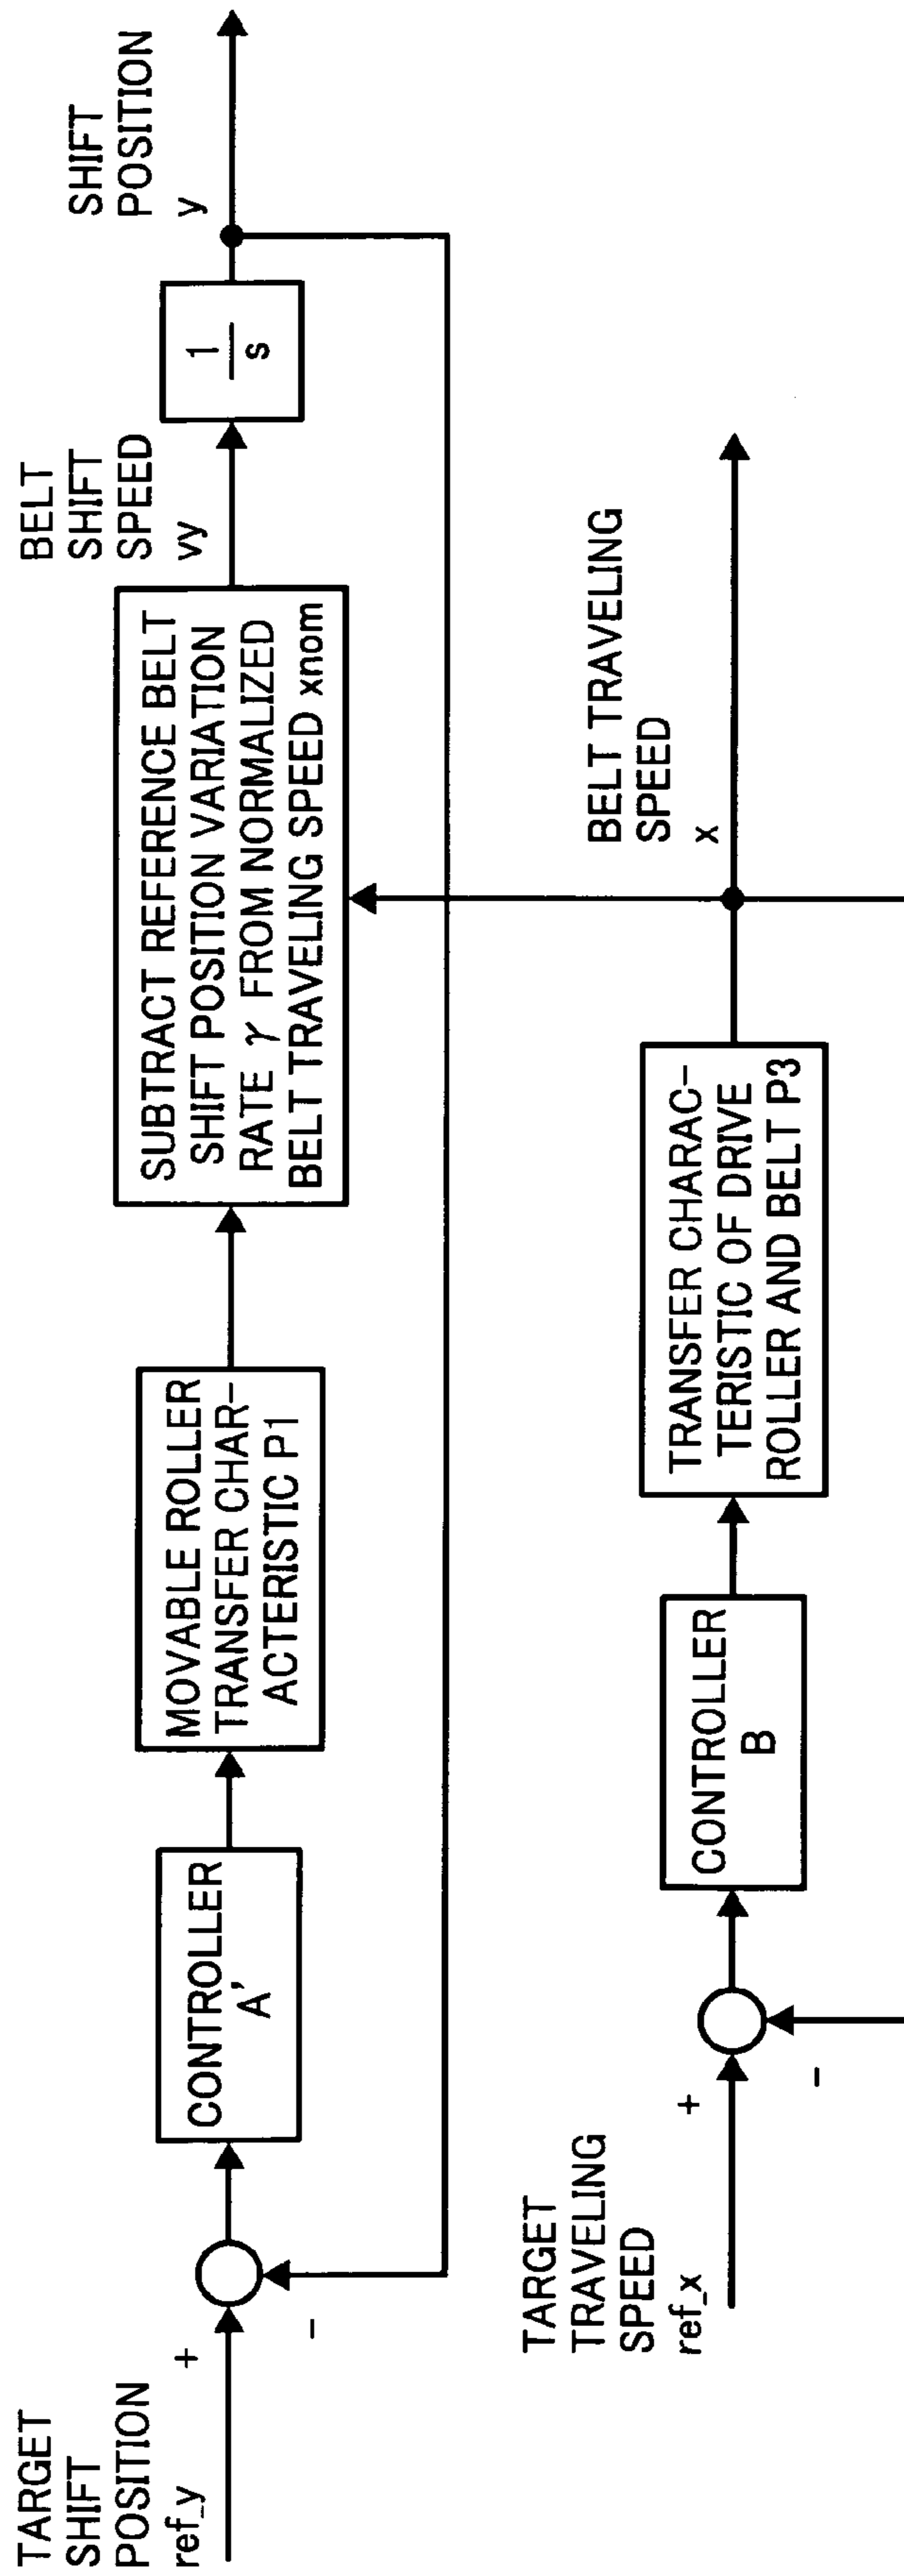 TARGET
SHIFT
POSITION
ref_y
+
-
CONTROLLER
A'
MOVABLE ROLLER
TRANSFER CHAR-
ACTERISTIC P1
SUBTRACT REFERENCE BELT
SHIFT POSITION VARIATION
RATE γ FROM NORMALIZED
BELT TRAVELING SPEED xnom
BELT
SHIFT
SPEED
vy
1
s
SHIFT
POSITION
y
TARGET
TRAVELING
SPEED
ref_x
+
-
CONTROLLER
B
TRANSFER CHARAC-
TERISTIC OF DRIVE
ROLLER AND BELT P3
BELT TRAVELING
SPEED
x